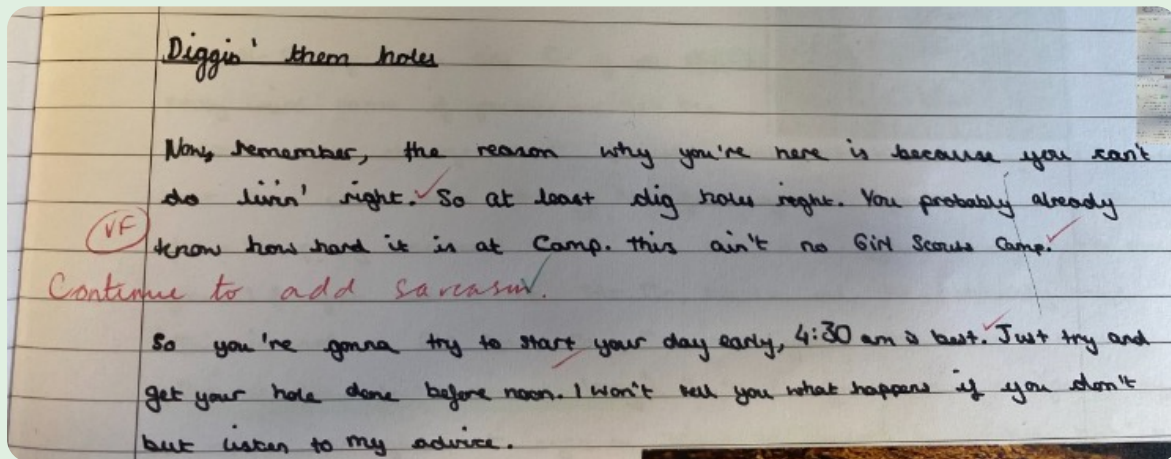 Diggin' them holes
Now, remember, the reason why you're here is because you can't
do livin' right. So at least dig holes right. You probably already
VF
know how hard it is at Camp. this ain't no Girl Scouts Camp.
Continue to add sarcasm.
So you're gonna try to start your day early, 4:30 am is best. Just try and
get your hole done before noon. I won't tell you what happens if you don't
but listen to my advice.